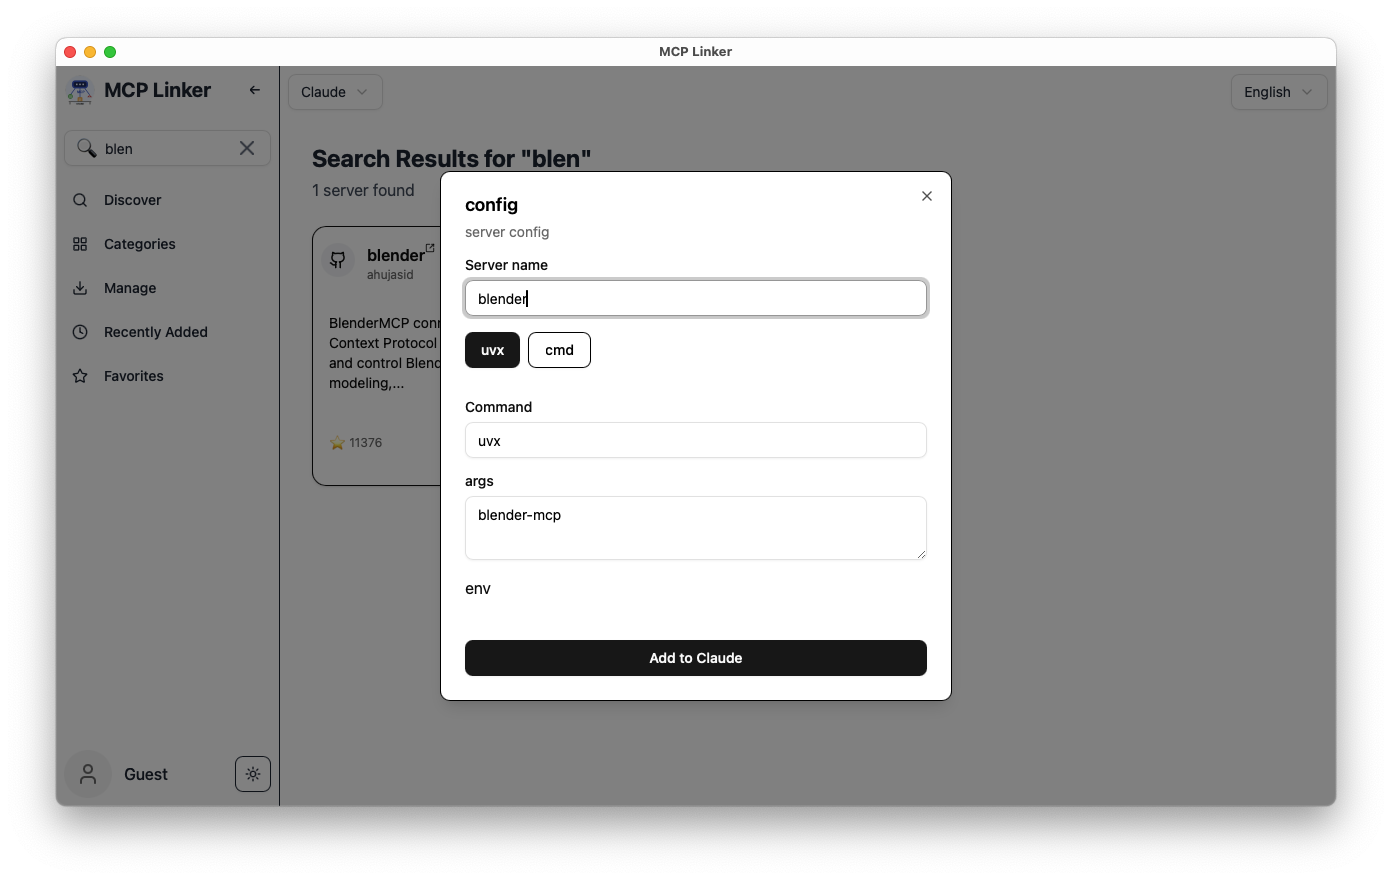 MCP Linker
MCP Linker
Claude
English
blen
Discover
Categories
Manage
Recently Added
Favorites
Guest
Search Results for "blen"
1 server found
blender
ahujasid
BlenderMCP con
Context Protocol
and control Blen
modeling,...
11376
config
server config
Server name
blender
uvx
cmd
Command
uvx
args
blender-mcp
env
Add to Claude